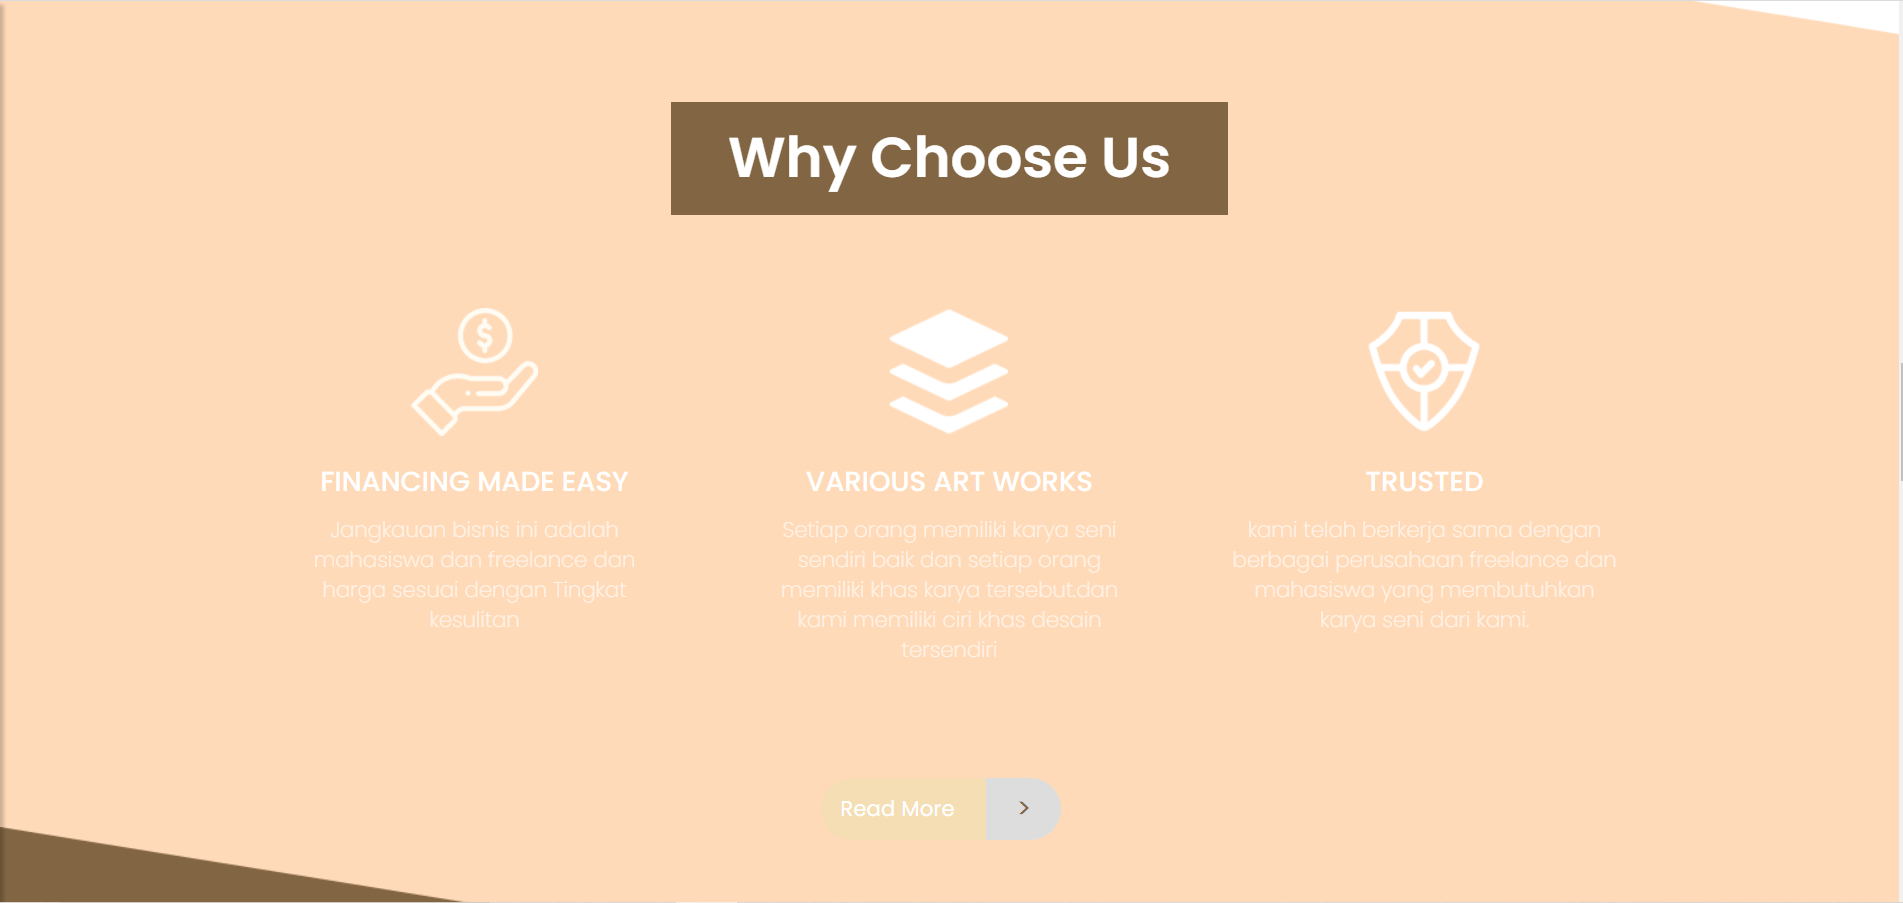 Why Choose Us
FINANCING MADE EASY
Jangkauan bisnis ini adalah
mahasiswa dan freelance dan
harga sesuai dengan Tingkat
kesulitan
VARIOUS ART WORKS
Setiap orang memiliki karya seni
sendiri baik dan setiap orang
memiliki khas karya tersebut.dan
kami memiliki ciri khas desain
tersendiri
TRUSTED
kami telah berkerja sama dengan
berbagai perusahaan freelance dan
mahasiswa yang membutuhkan
karya seni dari kami.
Read More >